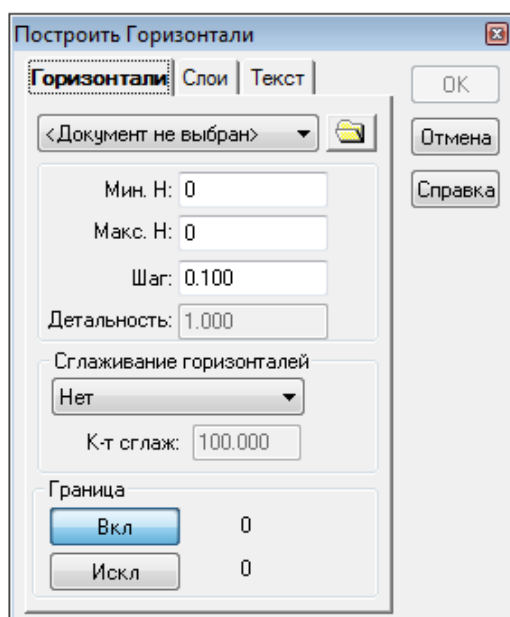 Построить Горизонтали
Горизонтали Слои Текст
OK
<Документ не выбран>
Отмена
Мин. H: 0
Справка
Макс. H: 0
Шаг: 0.100
Детальность: 1.000
Сглаживание горизонталей
Нет
К-т сглаж: 100.000
Граница
Вкл 0
Искл 0